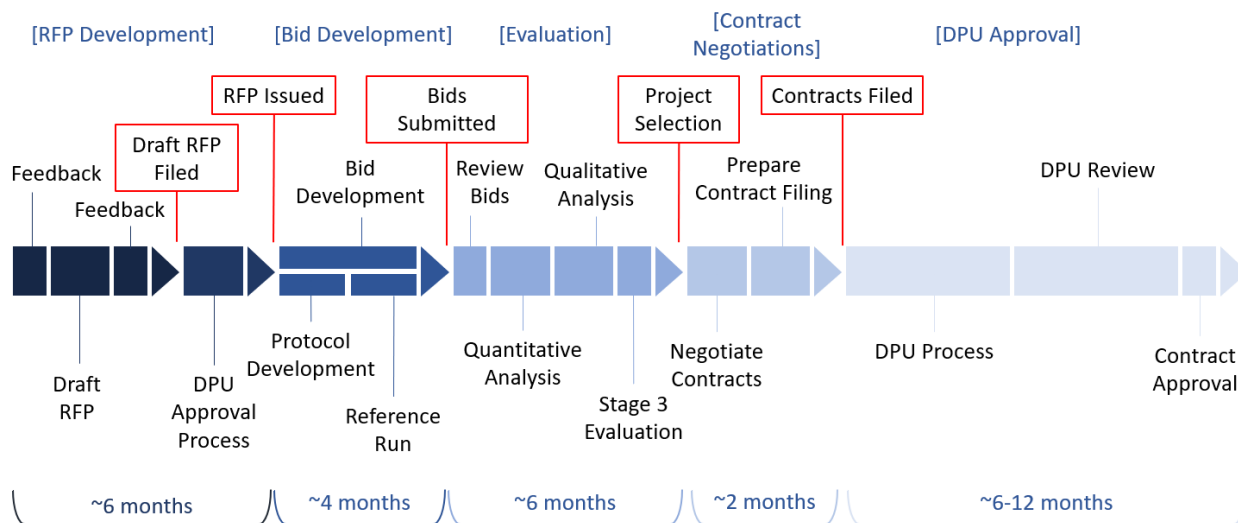 [RFP Development]
[Bid Development]
[Evaluation]
[Contract
Negotiations]
[DPU Approval]
RFP Issued
Bids
Submitted
Project
Selection
Contracts Filed
Draft RFP
Filed
Feedback
Feedback
Bid
Development
Review
Bids
Qualitative
Analysis
Prepare
Contract Filing
DPU Review
Draft
RFP
DPU
Approval
Process
Protocol
Development
Reference
Run
Quantitative
Analysis
Stage 3
Evaluation
Negotiate
Contracts
DPU Process
Contract
Approval
~6 months
~4 months
~6 months
~2 months
~6-12 months